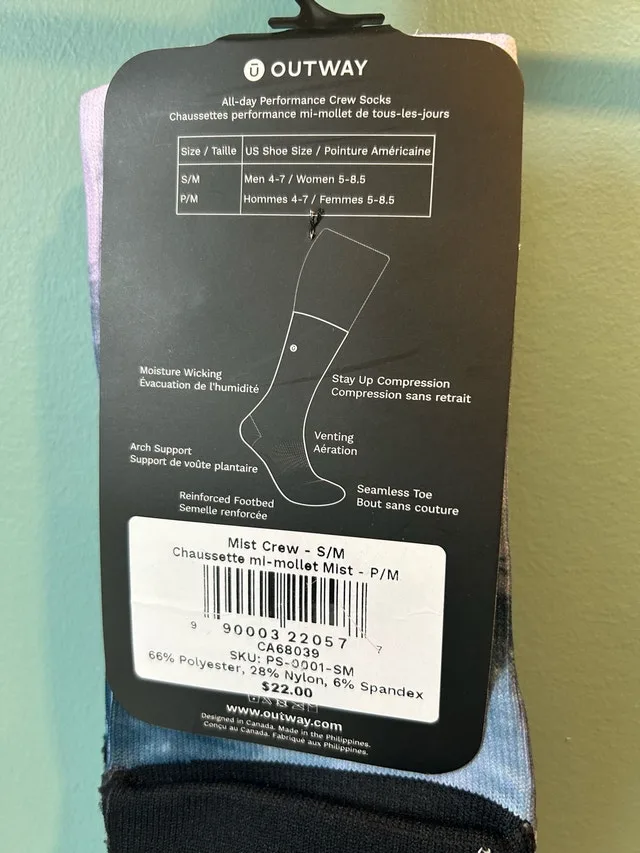 OUTWAY
All-day Performance Crew Socks
Chaussettes performance mi-mollet de tous-les-jours
Size / Taille US Shoe Size / Pointure Américaine
S/M Men 4-7 / Women 5-8.5
P/M Hommes 4-7 / Femmes 5-8.5
Moisture Wicking
Évacuation de l'humidité
Stay Up Compression
Compression sans retrait
Arch Support
Support de voûte plantaire
Venting
Aération
Reinforced Footbed
Semelle renforcée
Seamless Toe
Bout sans couture
Mist Crew - S/M
Chaussette mi-mollet Mist - P/M
9 90003 22057 7
CA68039
SKU: PS-0001-SM
66% Polyester, 28% Nylon, 6% Spandex
$22.00
www.outway.com
Designed in Canada. Made in the Philippines.
Conçu au Canada. Fabriqué aux Philippines.